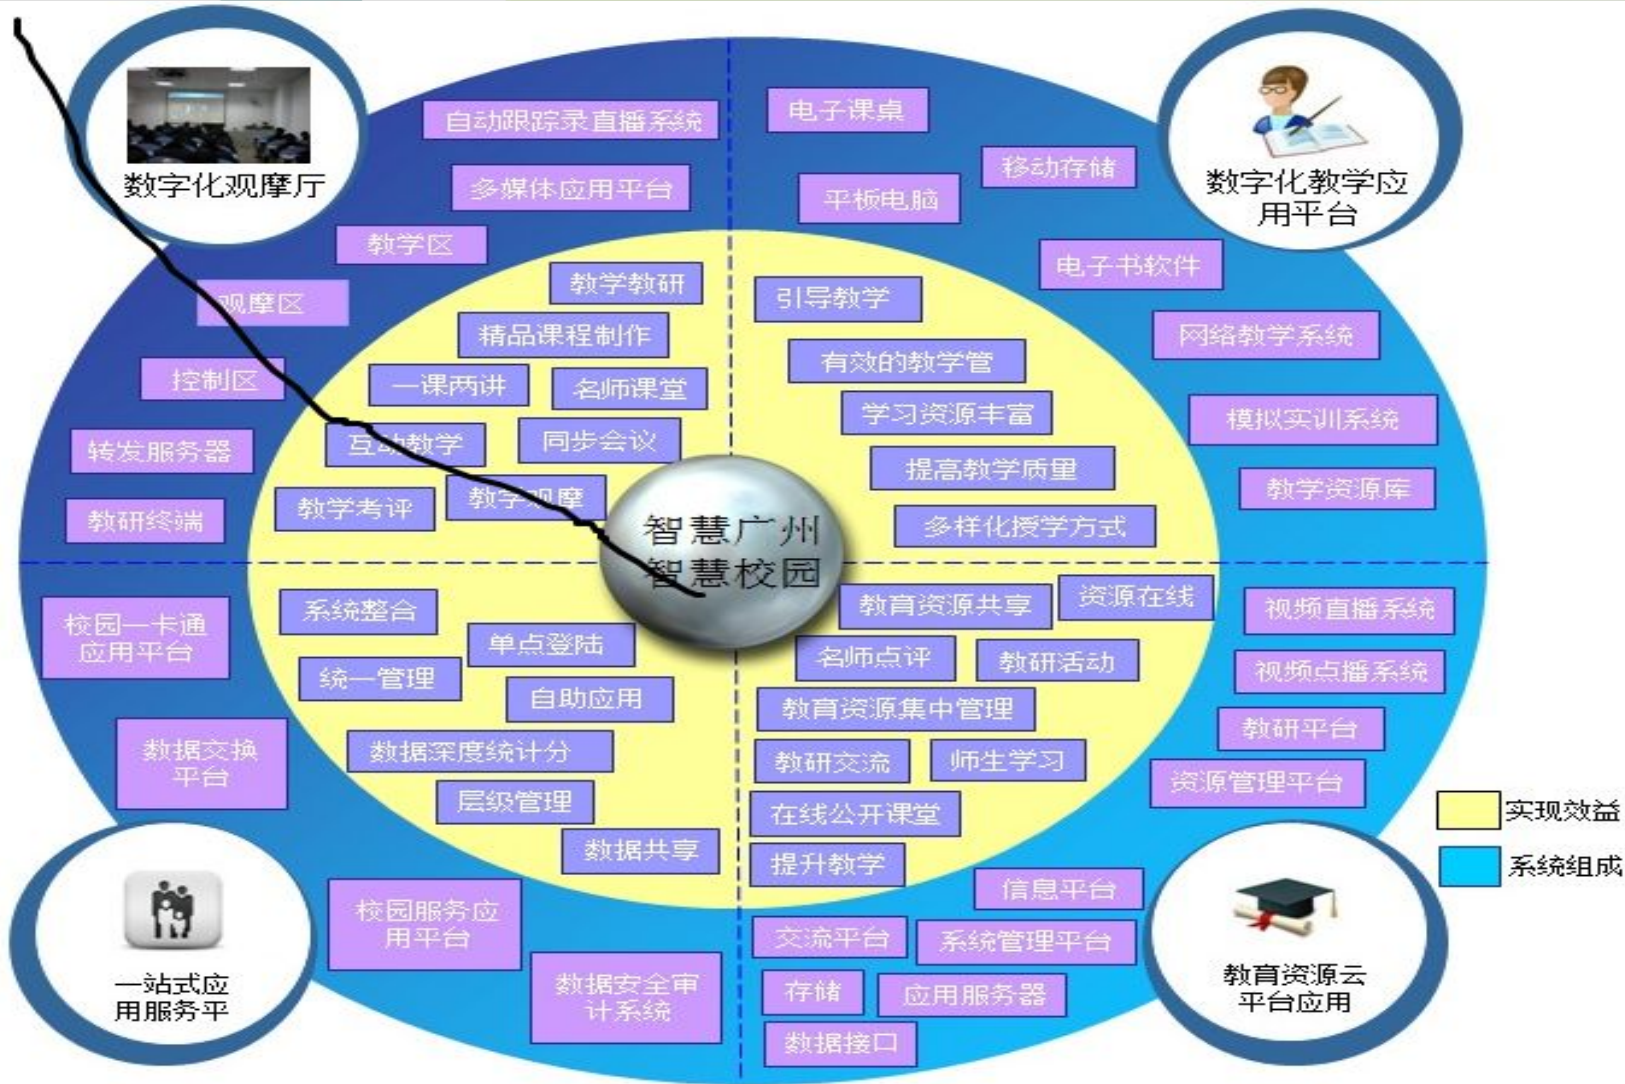 数字化观摩厅
自动跟踪录直播系统
多媒体应用平台
教学区
观摩区
控制区
转发服务器
教研终端
教学教研
精品课程制作
一课两讲
名师课堂
互动教学
同步会议
教学考评
教学观摩
数字化教学应
用平台
电子课桌
移动存储
平板电脑
电子书软件
网络教学系统
模拟实训系统
教学资源库
引导教学
有效的教学管
学习资源丰富
提高教学质量
多样化授学方式
智慧广州
智慧校园
校园一卡通
应用平台
数据交换
平台
校园服务应
用平台
数据安全审
计系统
系统整合
单点登陆
统一管理
自助应用
数据深度统计分
层级管理
数据共享
一站式应
用服务平
教育资源共享
资源在线
名师点评
教研活动
教育资源集中管理
教研交流
师生学习
在线公开课堂
提升教学
视频直播系统
视频点播系统
教研平台
资源管理平台
信息平台
交流平台
系统管理平台
存储
应用服务器
数据接口
教育资源云
平台应用
实现效益
系统组成